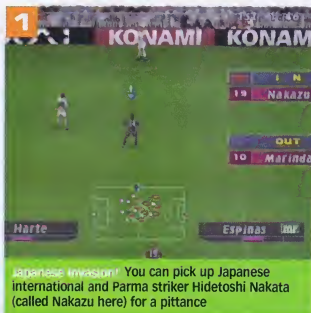 1
KONAMI KONAM
I N
19 Nakazu
OUT
10 Marinda
Harte
Espinas
Japanese invasion! You can pick up Japanese
international and Parma striker Hidetoshi Nakata
(called Nakazu here) for a pittance